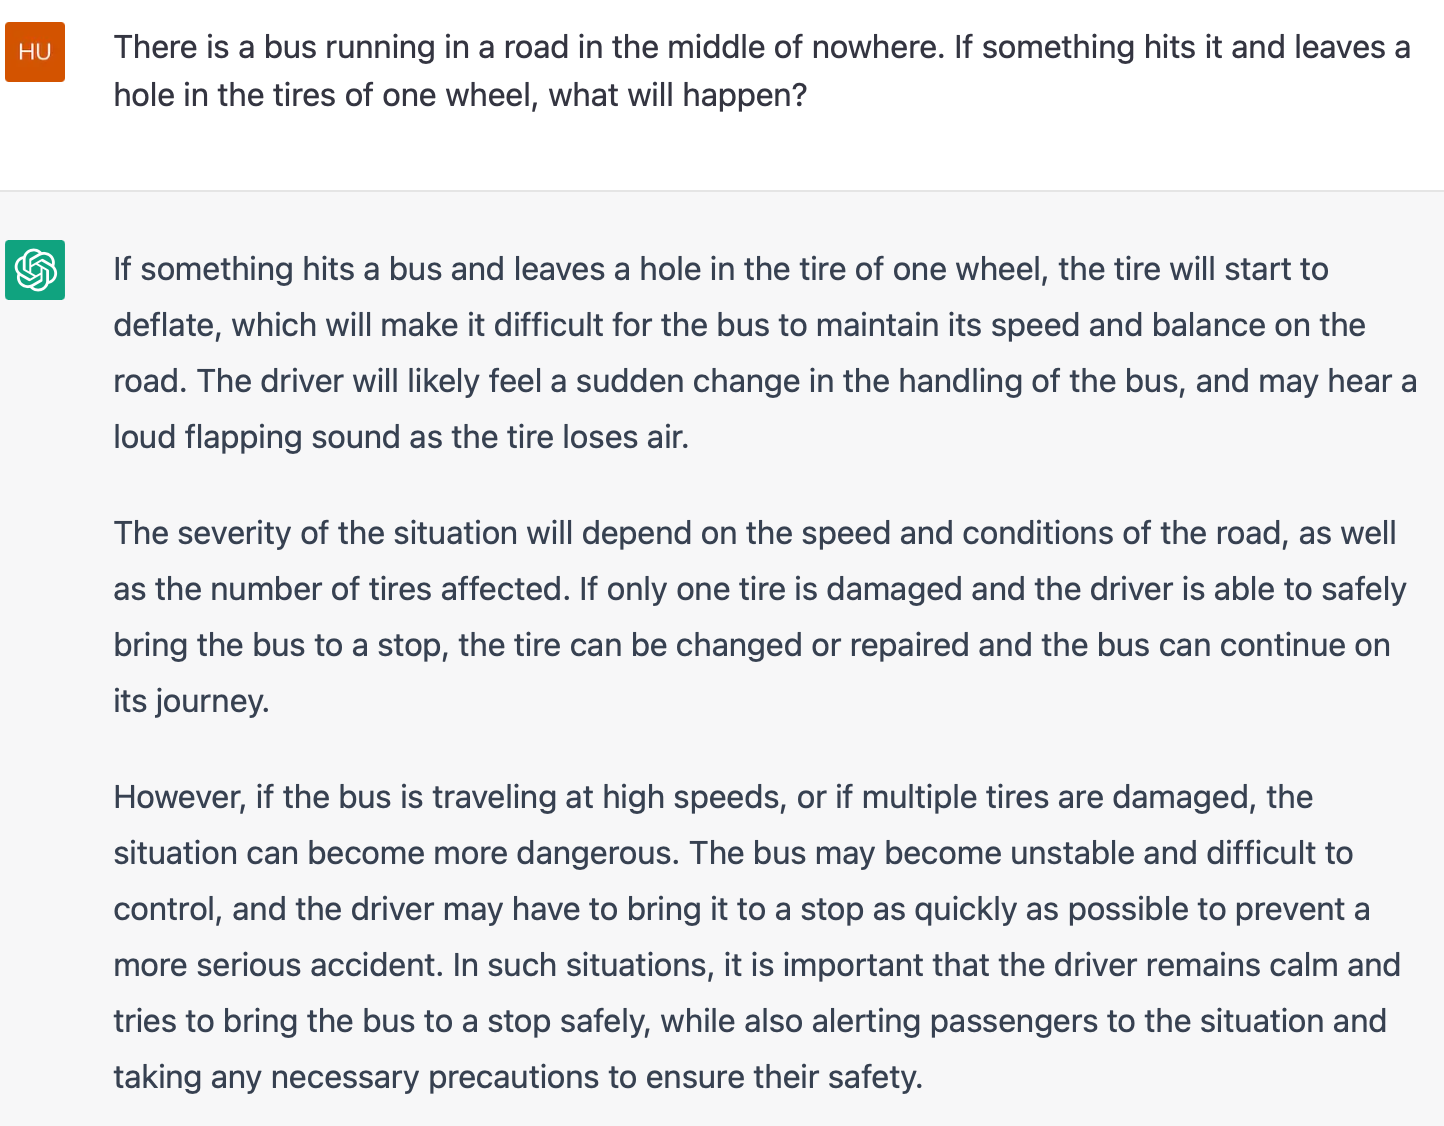 HU
There is a bus running in a road in the middle of nowhere. If something hits it and leaves a
hole in the tires of one wheel, what will happen?
If something hits a bus and leaves a hole in the tire of one wheel, the tire will start to
deflate, which will make it difficult for the bus to maintain its speed and balance on the
road. The driver will likely feel a sudden change in the handling of the bus, and may hear a
loud flapping sound as the tire loses air.
The severity of the situation will depend on the speed and conditions of the road, as well
as the number of tires affected. If only one tire is damaged and the driver is able to safely
bring the bus to a stop, the tire can be changed or repaired and the bus can continue on
its journey.
However, if the bus is traveling at high speeds, or if multiple tires are damaged, the
situation can become more dangerous. The bus may become unstable and difficult to
control, and the driver may have to bring it to a stop as quickly as possible to prevent a
more serious accident. In such situations, it is important that the driver remains calm and
tries to bring the bus to a stop safely, while also alerting passengers to the situation and
taking any necessary precautions to ensure their safety.